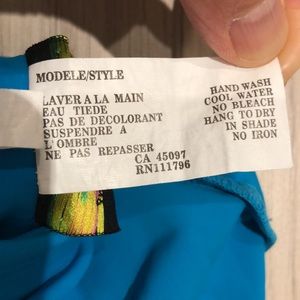 MODELE/STYLE
LAVER A LA MAIN
EAU TIEDE
PAS DE DECOLORANT
SUSPENDRE A
L'OMBRE
NE PAS REPASSER
HAND WASH
COOL WATER
NO BLEACH
HANG TO DRY
IN SHADE
NO IRON
CA 45097
RN111796